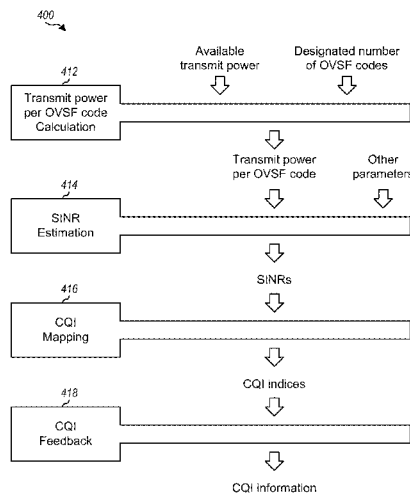 400
Available
transmit power
Designated number
of OVSF codes
412
Transmit power
per OVSF code
Calculation
Transmit power
per OVSF code
Other
parameters
414
SINR
Estimation
SINRs
416
CQI
Mapping
CQI indices
418
CQI
Feedback
CQI information